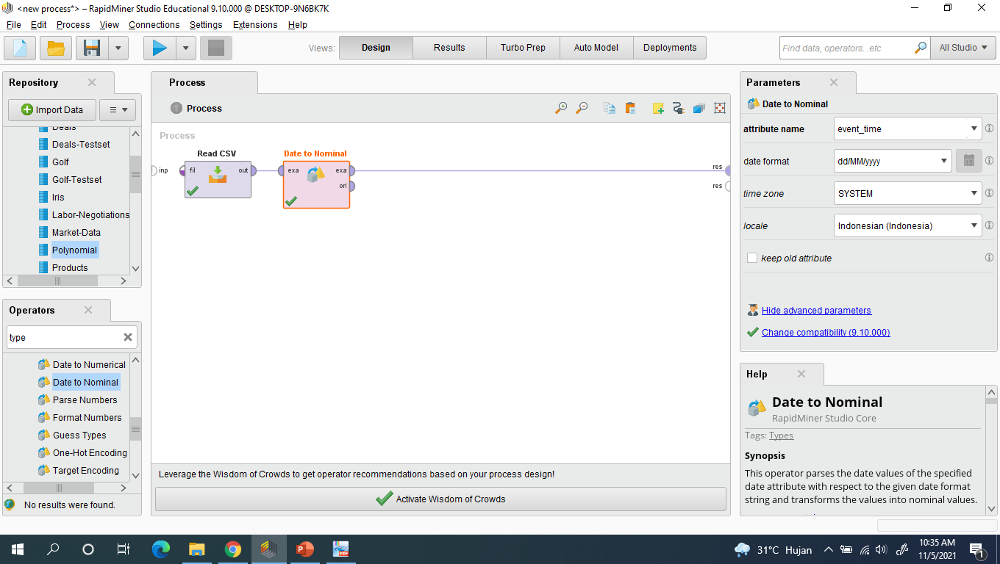 <new process*> – RapidMiner Studio Educational 9.10.000 @ DESKTOP-9N6BK7K
File Edit Process View Connections Settings Extensions Help
Views: Design Results Turbo Prep Auto Model Deployments Find data, operators...etc All Studio
Repository
Import Data
Deals
Deals-Testset
Golf
Golf-Testset
Iris
Labor-Negotiations
Market-Data
Polynomial
Products
Operators
type
Date to Numerical
Date to Nominal
Parse Numbers
Format Numbers
Guess Types
One-Hot Encoding
Target Encoding
No results were found.
Process
Process
Process
Read CSV Date to Nominal
inp fil out exa exa res
ori res
Leverage the Wisdom of Crowds to get operator recommendations based on your process design!
Activate Wisdom of Crowds
Parameters
Date to Nominal
attribute name event_time
date format dd/MM/yyyy 12
time zone SYSTEM
locale Indonesian (Indonesia)
keep old attribute
Hide advanced parameters
Change compatibility (9.10.000)
Help
Date to Nominal
RapidMiner Studio Core
Tags: Types
Synopsis
This operator parses the date values of the specified
date attribute with respect to the given date format
string and transforms the values into nominal values.
PDF
31°C Hujan
10:35 AM
11/5/2021
1